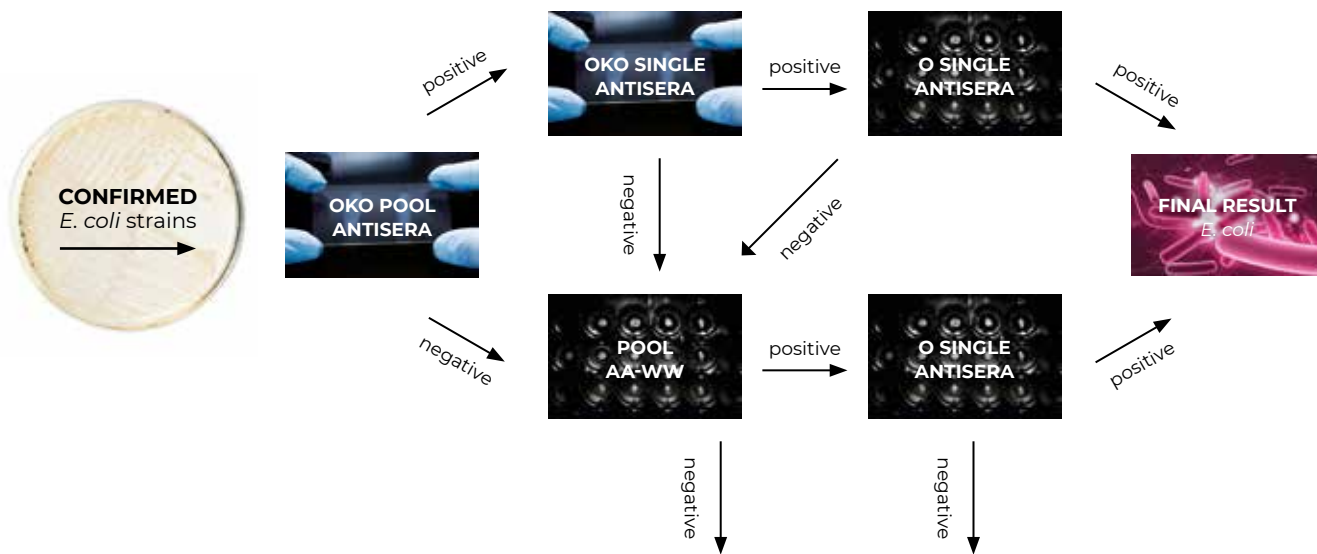 positive
OKO SINGLE
ANTISERA
positive
O SINGLE
ANTISERA
positive
CONFIRMED
E. coli strains
OKO POOL
ANTISERA
negative
negative
FINAL RESULT
E. coli
negative
POOL
AA-WW
positive
O SINGLE
ANTISERA
positive
negative
negative